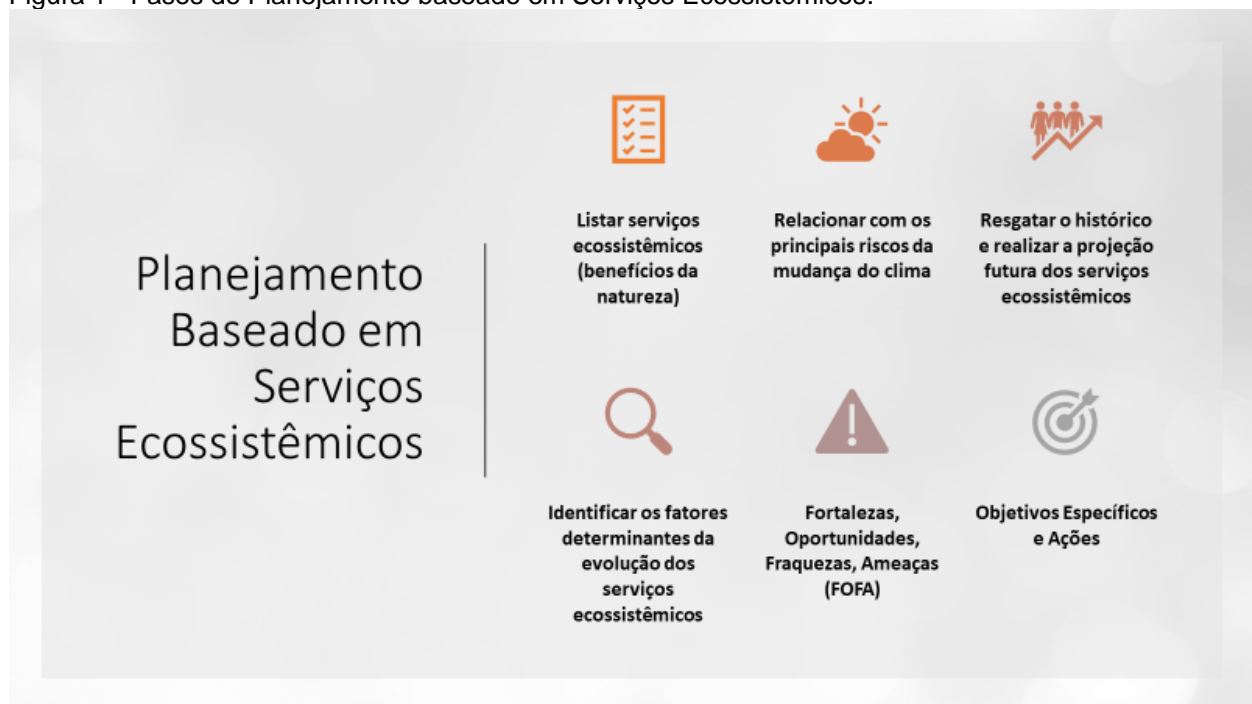 Figura 1 - Fases do Planejamento baseado em Serviços Ecossistêmicos.
Planejamento
Baseado em
Serviços
Ecossistêmicos
Listar serviços
ecossistêmicos
(benefícios da
natureza)
Relacionar com os
principais riscos da
mudança do clima
Resgatar o histórico
e realizar a projeção
futura dos serviços
ecossistêmicos
Identificar os fatores
determinantes da
evolução dos
serviços
ecossistêmicos
Fortalezas,
Oportunidades,
Fraquezas, Ameaças
(FOFA)
Objetivos Específicos
e Ações